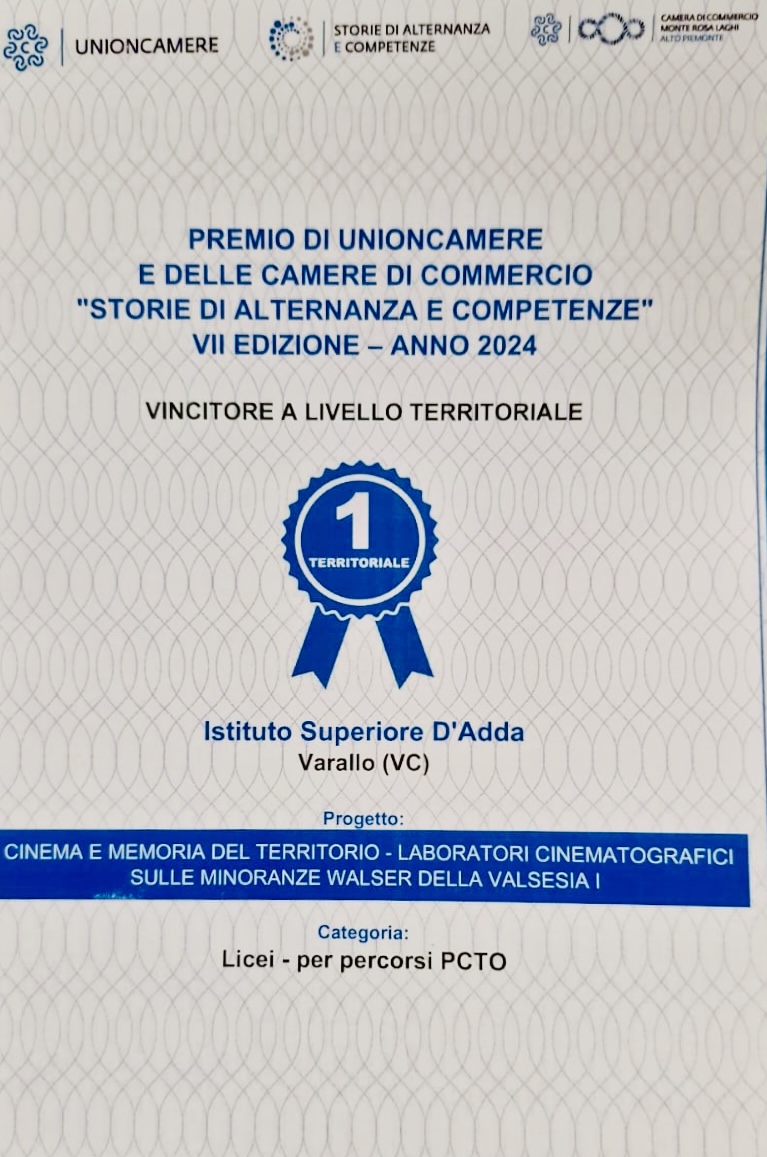 UNIONCAMERE
STORIE DI ALTERNANZA
E COMPETENZE
CAMERA DI COMMERCIO
MONTE ROSA LAGHI
ALTO PIEMONTE
PREMIO DI UNIONCAMERE
E DELLE CAMERE DI COMMERCIO
"STORIE DI ALTERNANZA E COMPETENZE"
VII EDIZIONE – ANNO 2024
VINCITORE A LIVELLO TERRITORIALE
1
TERRITORIALE
Istituto Superiore D'Adda
Varallo (VC)
Progetto:
CINEMA E MEMORIA DEL TERRITORIO - LABORATORI CINEMATOGRAFICI
SULLE MINORANZE WALSER DELLA VALSESIA I
Categoria:
Licei - per percorsi PCTO